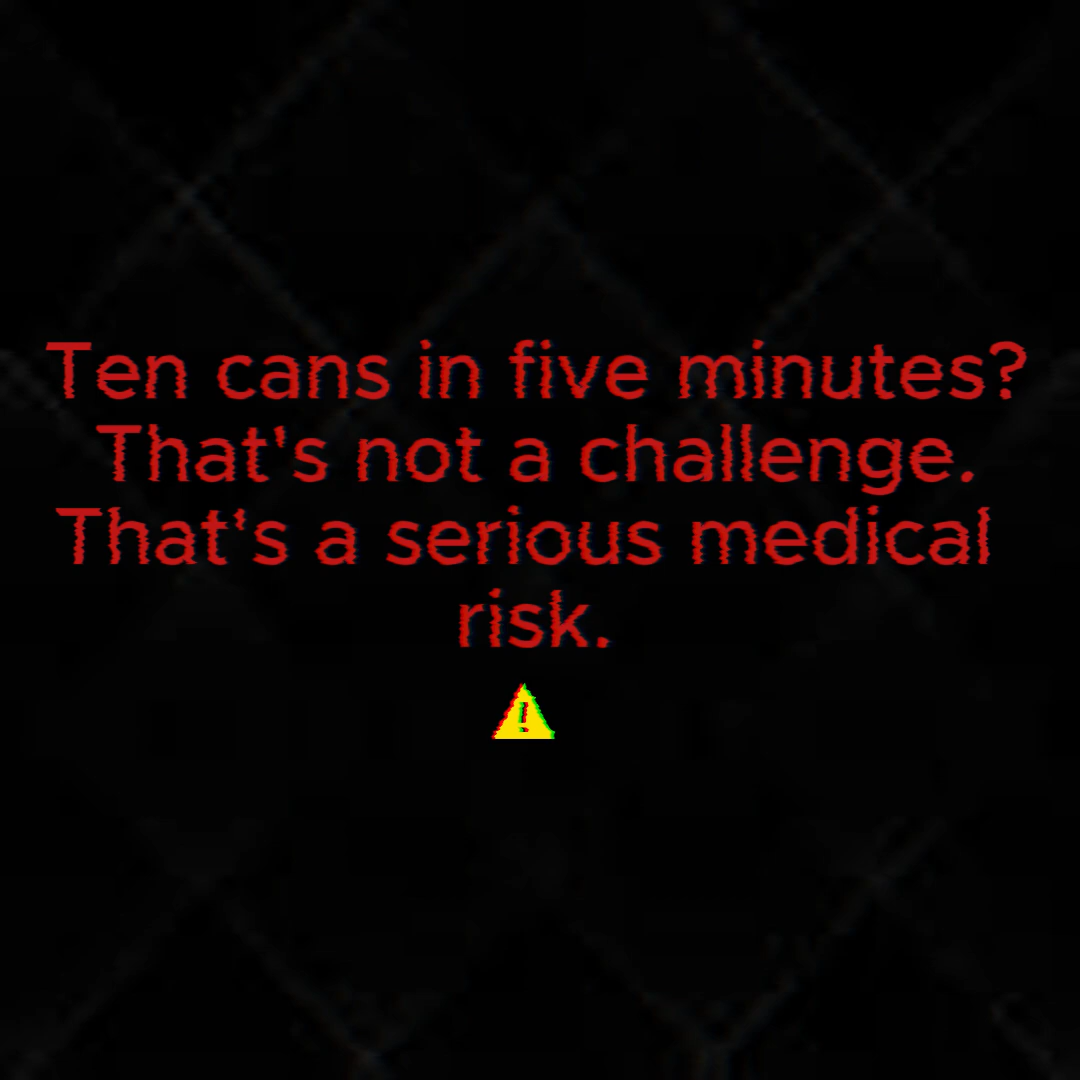 Ten cans in five minutes?
That's not a challenge.
That's a serious medical
risk.